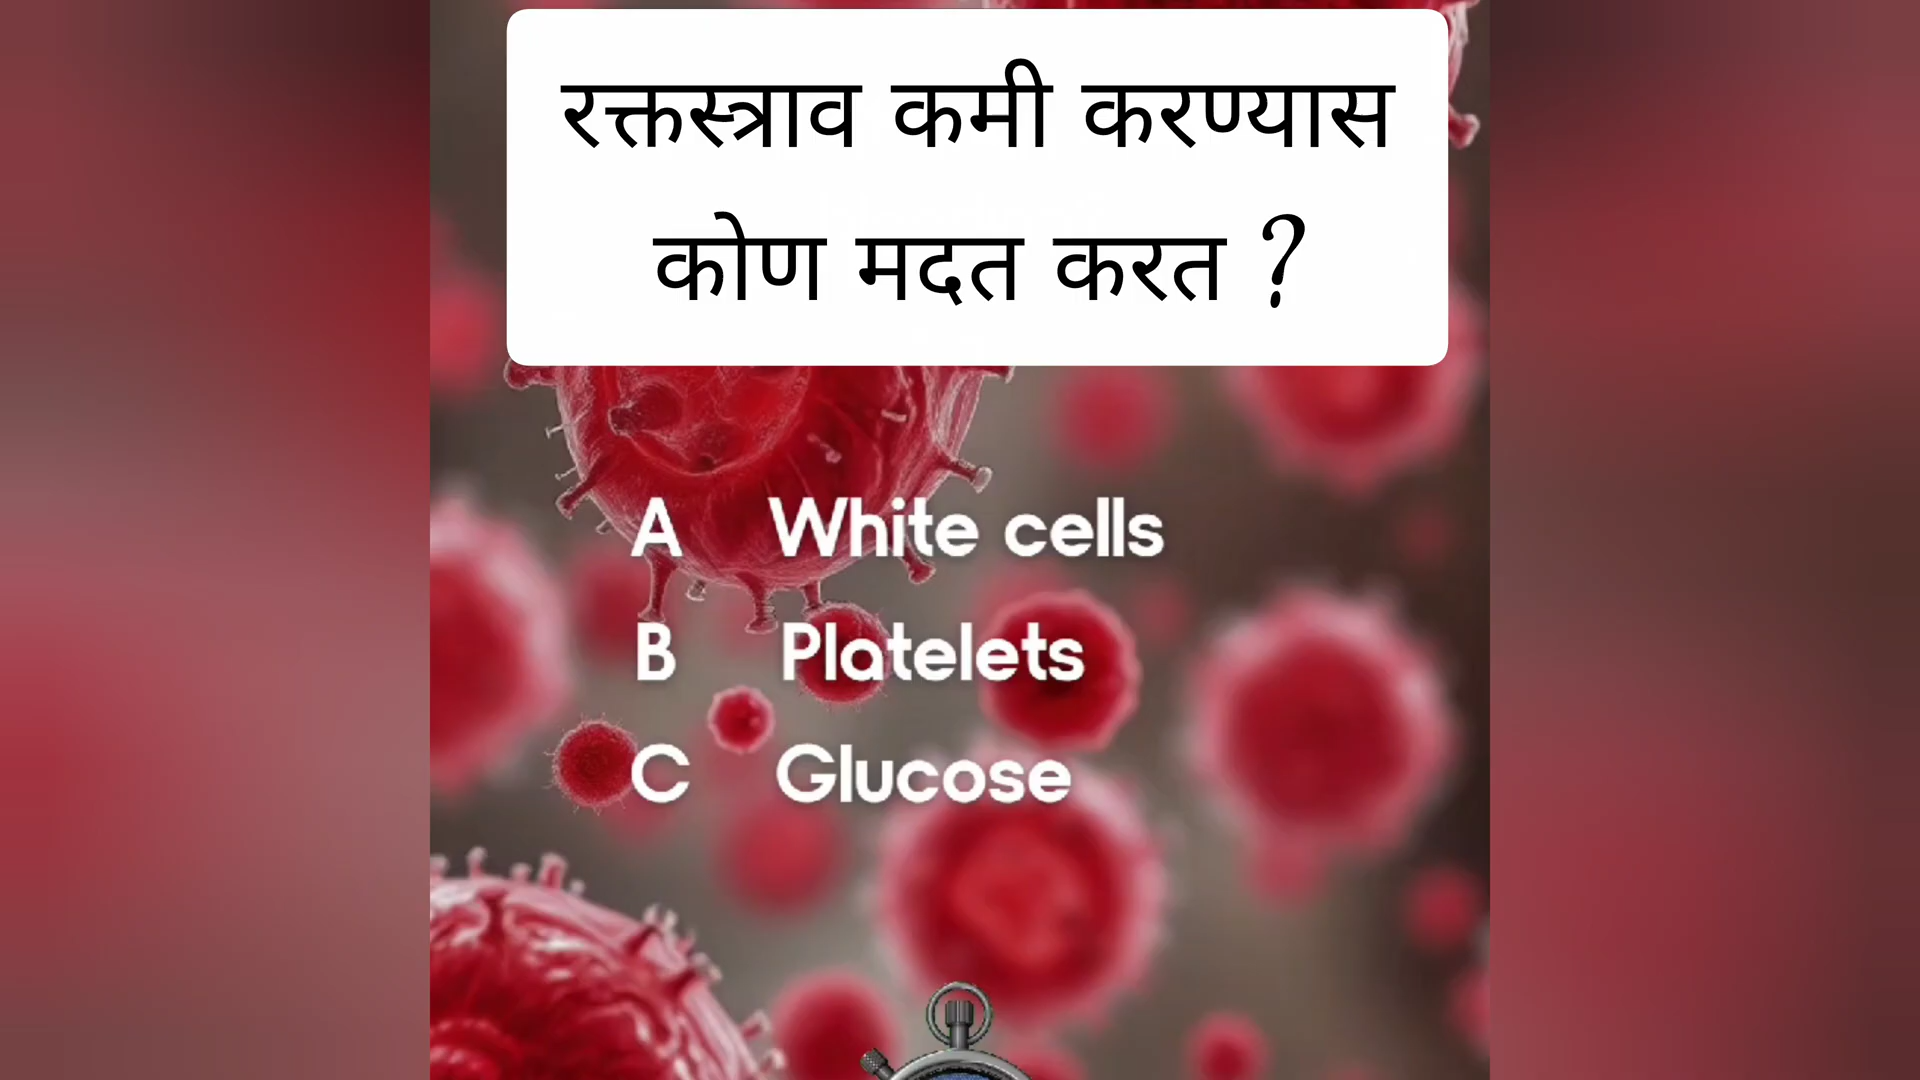 रक्तस्त्राव कमी करण्यास
कोण मदत करत ?
A White cells
B Platelets
C Glucose